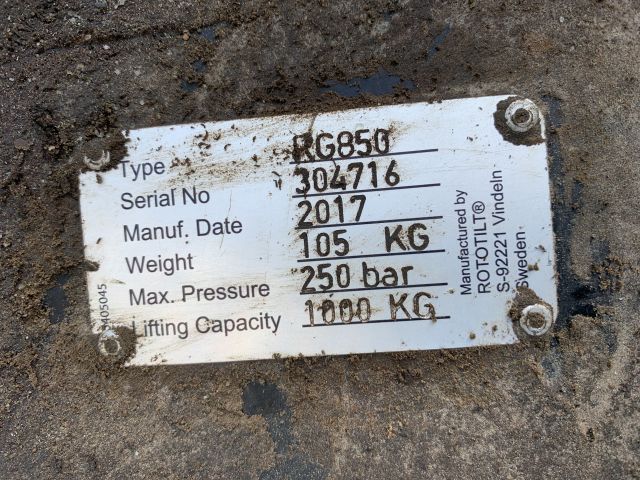 Type RG850
Serial No 304716
Manuf. Date 2017
Weight 105 KG
Max. Pressure 250 bar
Lifting Capacity 1000 KG
Manufactured by
ROTOTILT®
S-92221 Vindeln
Sweden